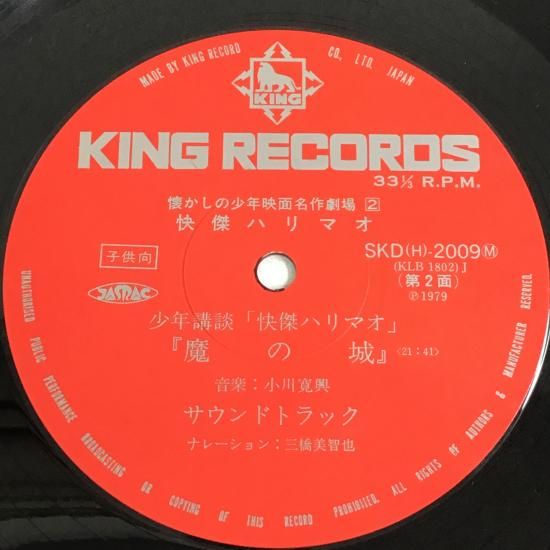 MADE BY KING RECORD CO., LTD. JAPAN
KING
KING RECORDS
33⅓ R.P.M.
懐かしの少年映画名作劇場 2
快傑ハリマオ
子供向
JASRAC
SKD(H)-2009 M
(KLB 1802) J
(第2面)
Ⓟ1979
少年講談「快傑ハリマオ」
『魔の城』〈21:41〉
音楽:小川寛興
サウンドトラック
ナレーション:三橋美智也
UNAUTHORIZED PUBLIC PERFORMANCE BROADCASTING OR COPYING OF THIS RECORD PROHIBITED. ALL RIGHTS OF AUTHORS & MANUFACTURER RESERVED.